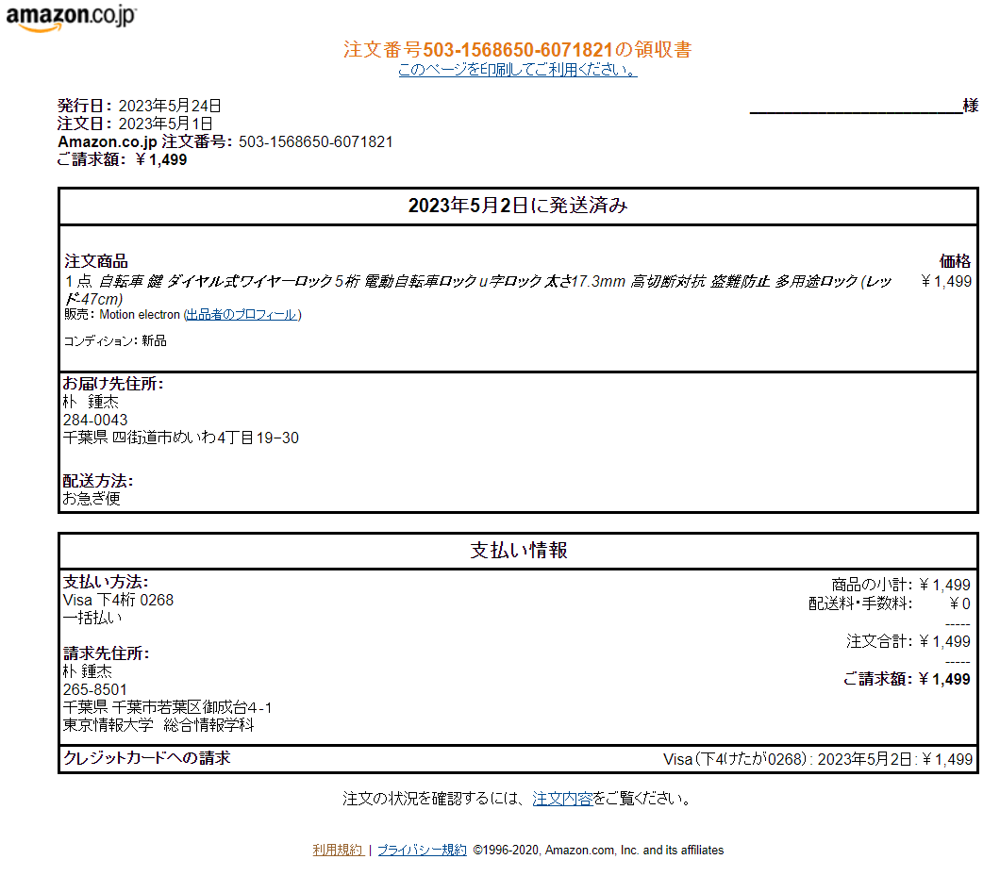 amazon.co.jp
注文番号503-1568650-6071821の領収書
このページを印刷してご利用ください。
発行日： 2023年5月24日
___________________________様
注文日： 2023年5月1日
Amazon.co.jp 注文番号： 503-1568650-6071821
ご請求額： ￥1,499
2023年5月2日に発送済み
注文商品 価格
1 点 自転車 鍵 ダイヤル式ワイヤーロック 5桁 電動自転車ロック u字ロック 太さ17.3mm 高切断対抗 盗難防止 多用途ロック (レッ ￥1,499
ド-47cm)
販売： Motion electron (出品者のプロフィール)
コンディション： 新品
お届け先住所：
朴 鍾杰
284-0043
千葉県 四街道市めいわ4丁目19−30
配送方法：
お急ぎ便
支払い情報
支払い方法：
Visa 下4桁 0268
一括払い
商品の小計： ￥1,499
配送料・手数料： ￥0
-----
注文合計： ￥1,499
-----
ご請求額： ￥1,499
請求先住所：
朴 鍾杰
265-8501
千葉県 千葉市若葉区御成台4-1
東京情報大学 総合情報学科
クレジットカードへの請求 Visa（下4けたが0268）: 2023年5月2日: ￥1,499
注文の状況を確認するには、 注文内容をご覧ください。
利用規約 | プライバシー規約 ©1996-2020, Amazon.com, Inc. and its affiliates